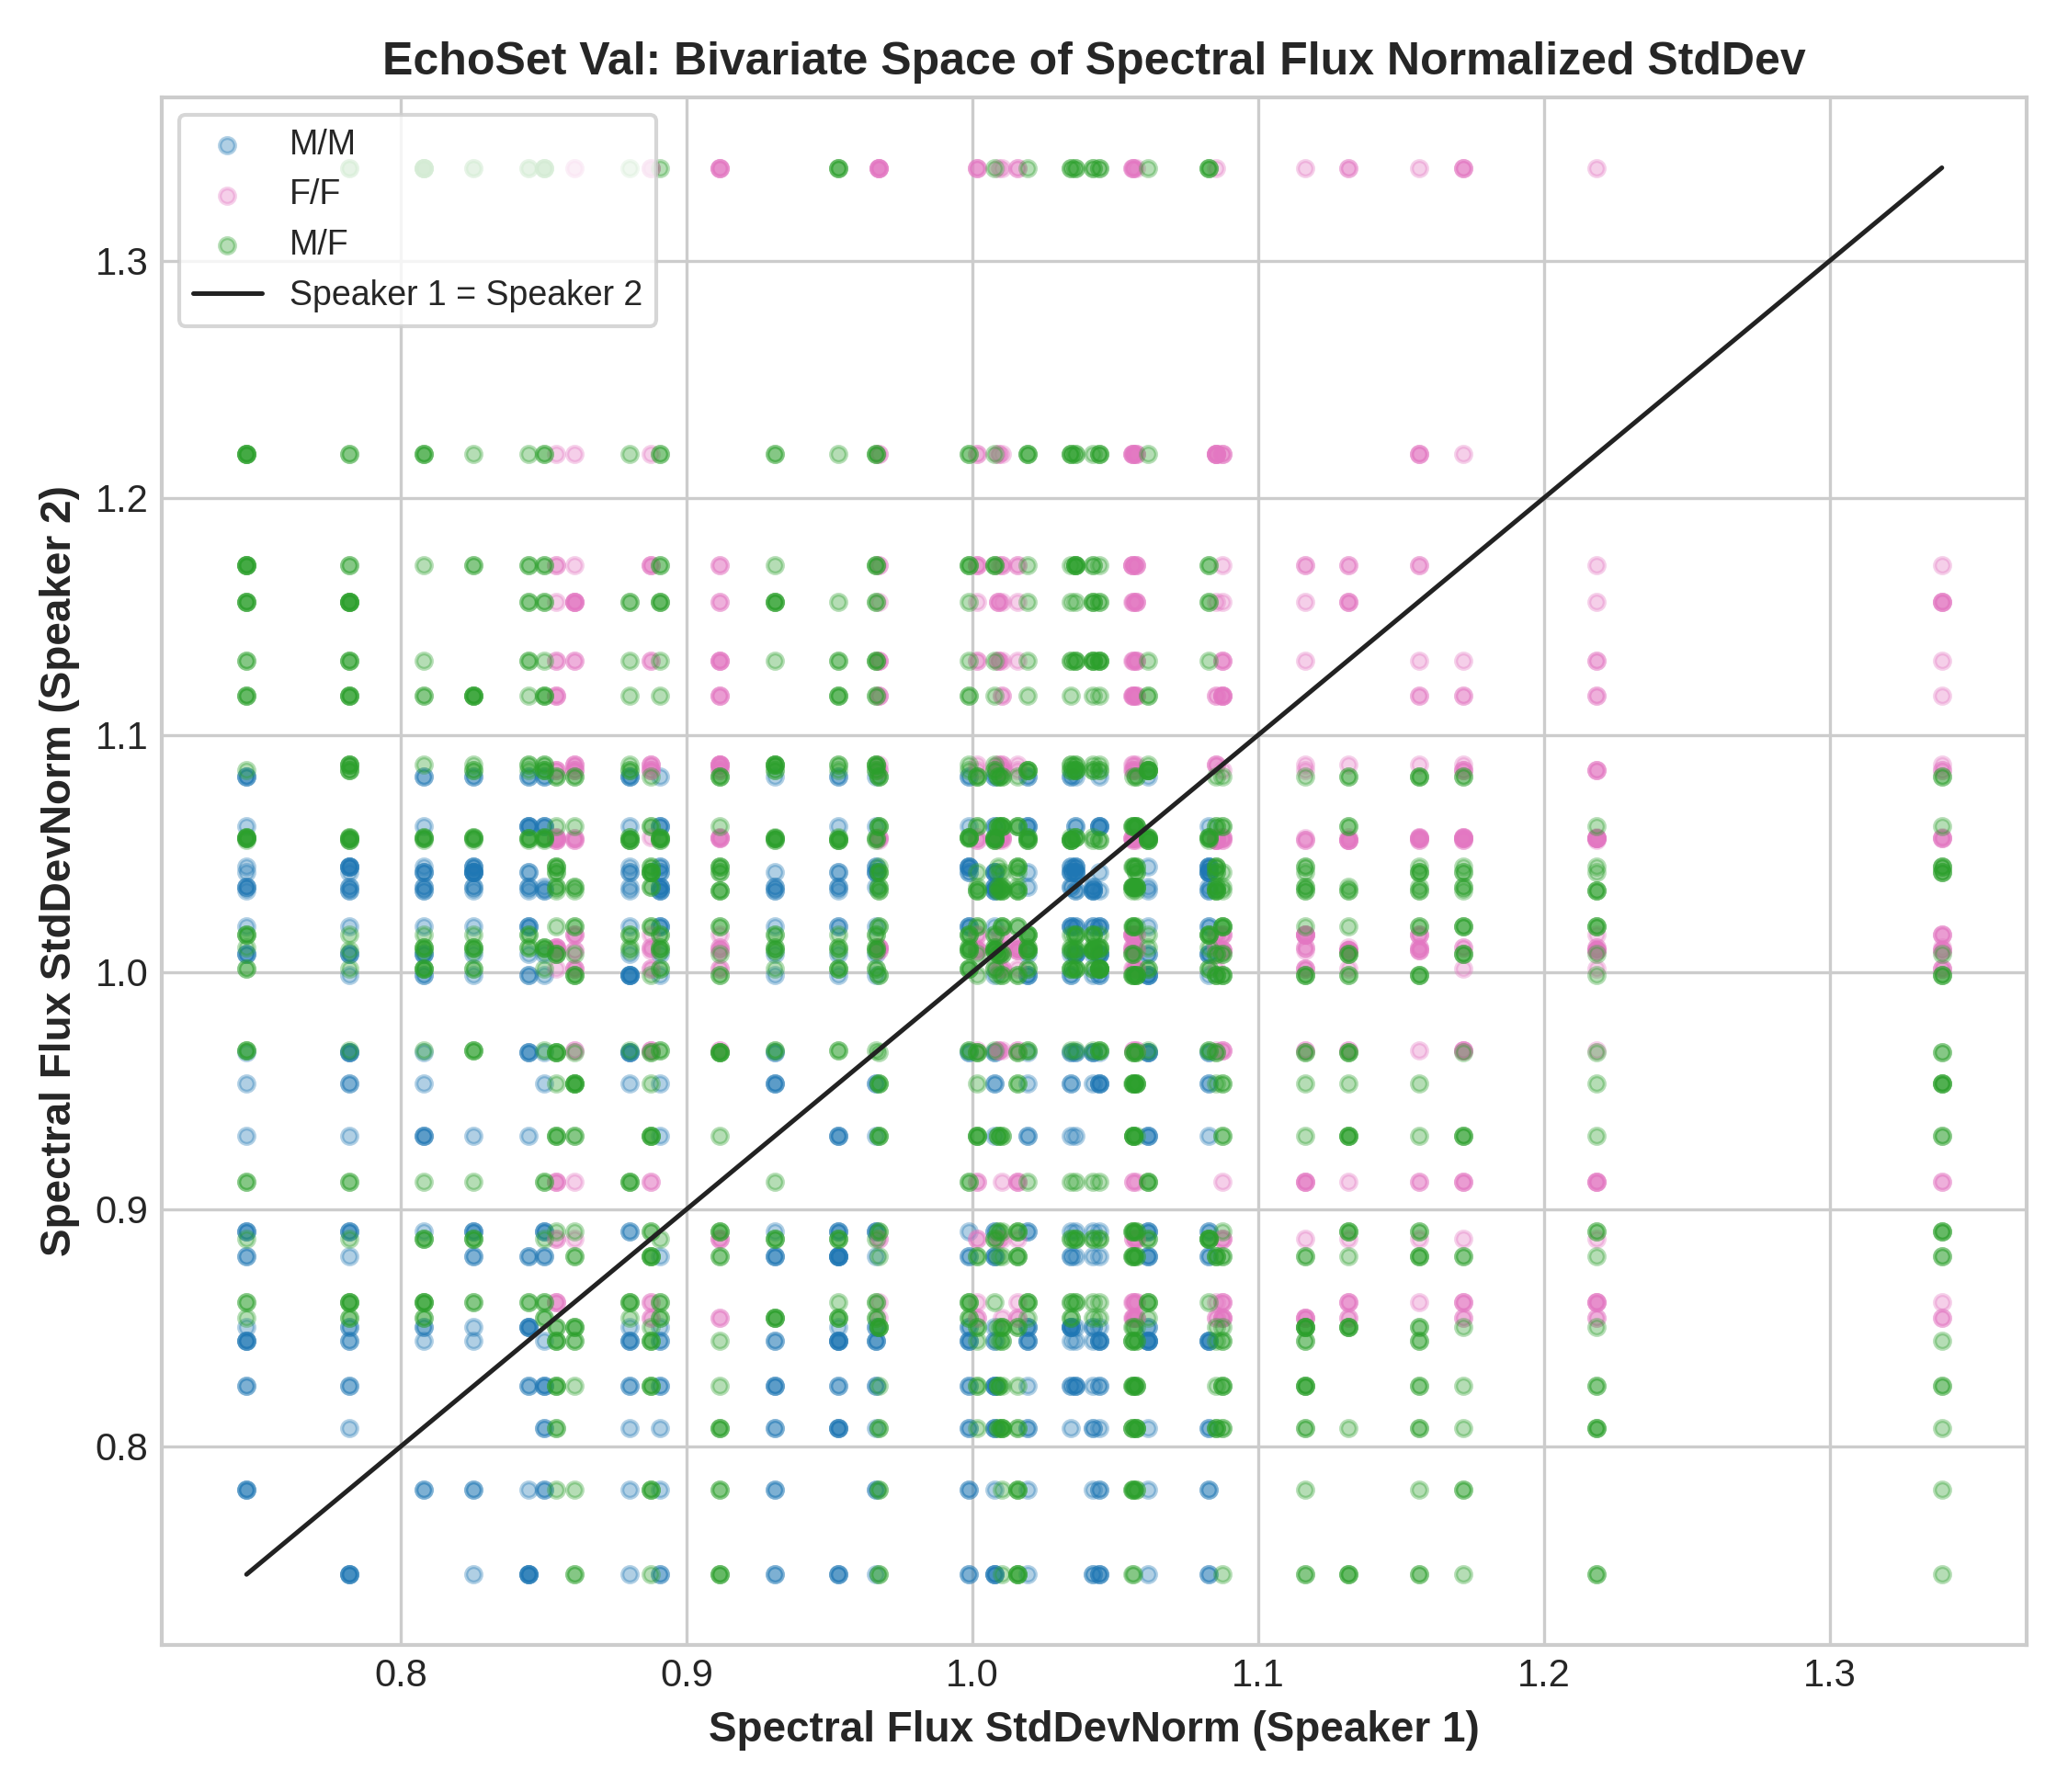 EchoSet Val: Bivariate Space of Spectral Flux Normalized StdDev
M/M
F/F
M/F
Speaker 1 = Speaker 2
Spectral Flux StdDevNorm (Speaker 2)
1.3
1.2
1.1
1.0
0.9
0.8
0.8 0.9 1.0 1.1 1.2 1.3
Spectral Flux StdDevNorm (Speaker 1)